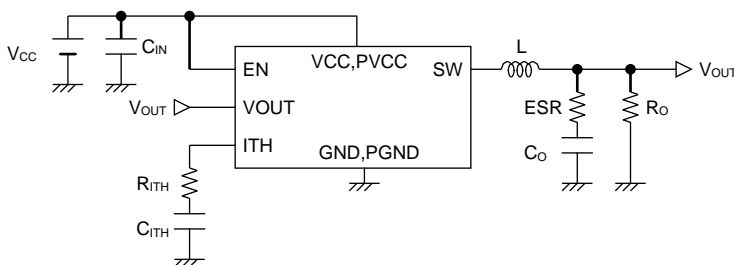 VCC
CIN
EN
VCC,PVCC
SW
L
VOUT
VOUT
VOUT
ESR
RO
ITH
GND,PGND
CO
RITH
CITH